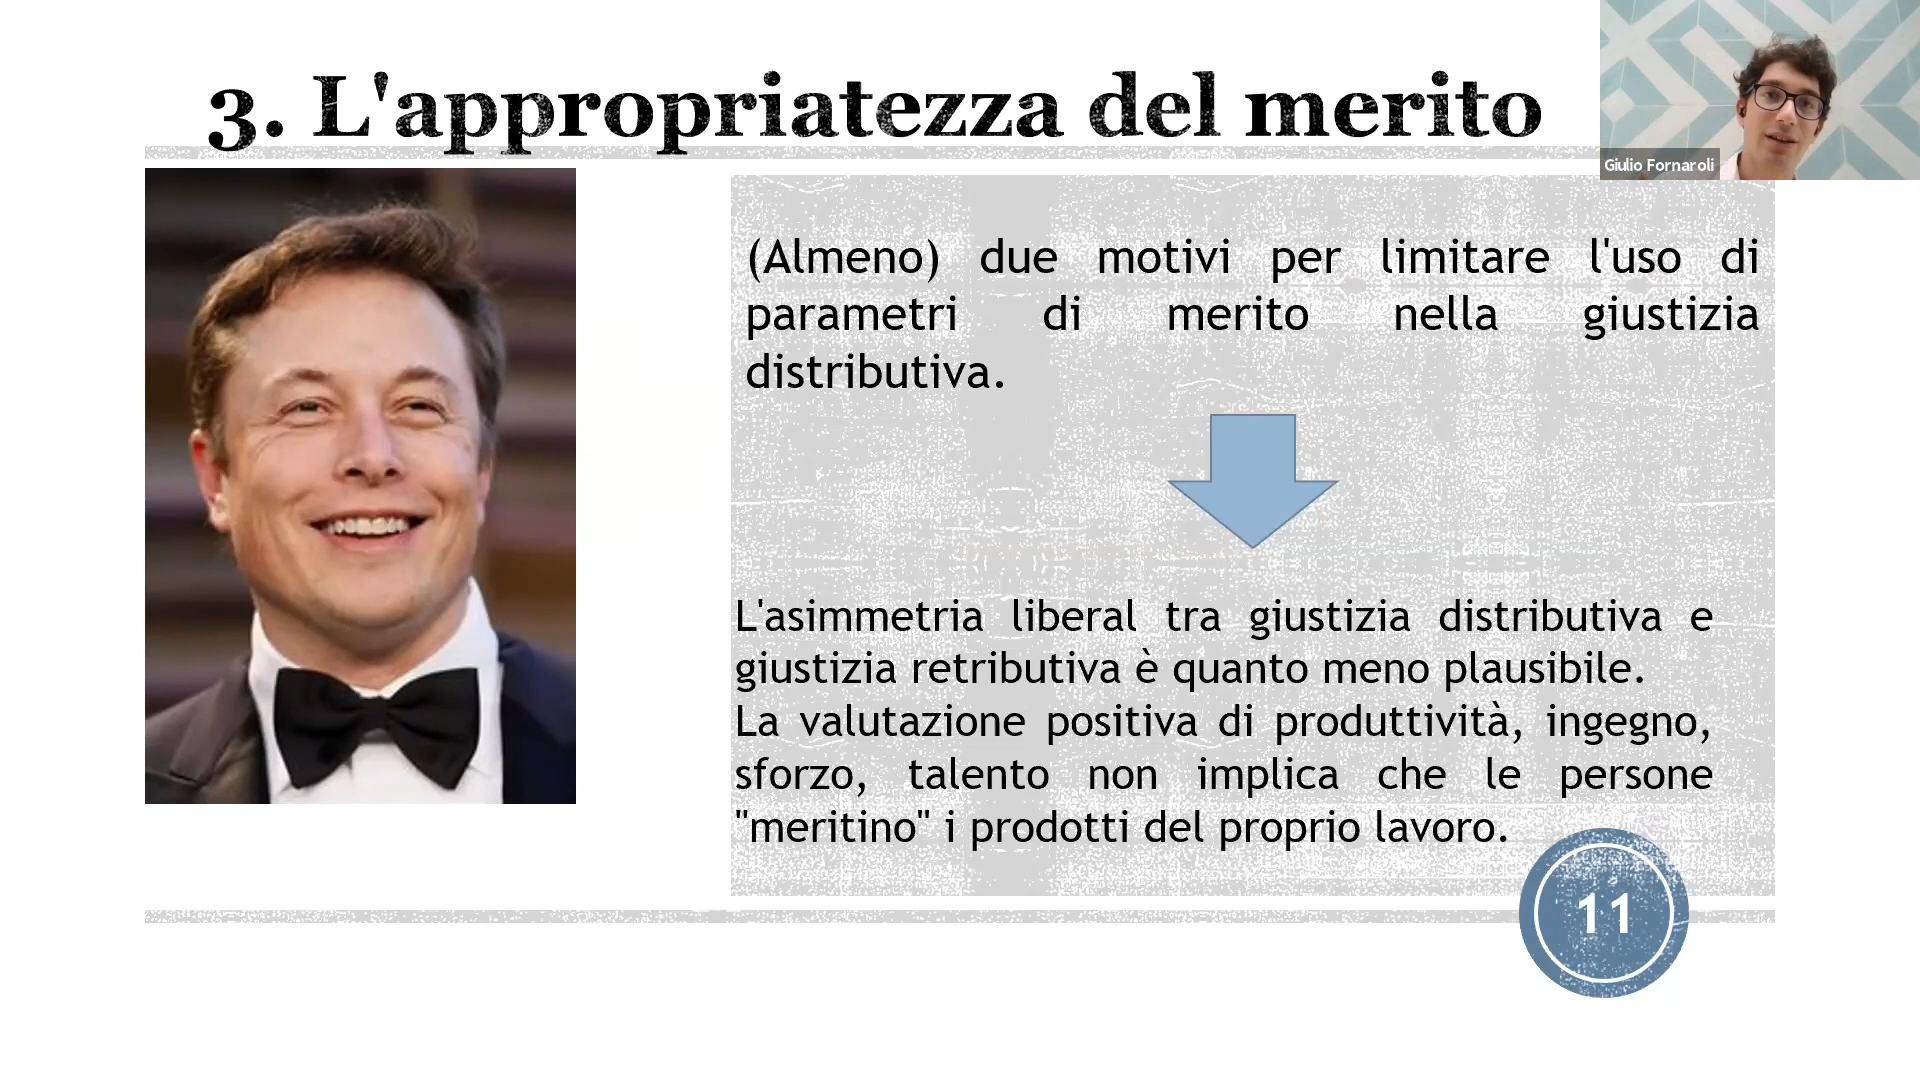 3. L'appropriatezza del merito
Giulio Fornaroli
(Almeno) due motivi per limitare l'uso di
parametri di merito nella giustizia
distributiva.
L'asimmetria liberal tra giustizia distributiva e
giustizia retributiva è quanto meno plausibile.
La valutazione positiva di produttività, ingegno,
sforzo, talento non implica che le persone
"meritino" i prodotti del proprio lavoro.
11